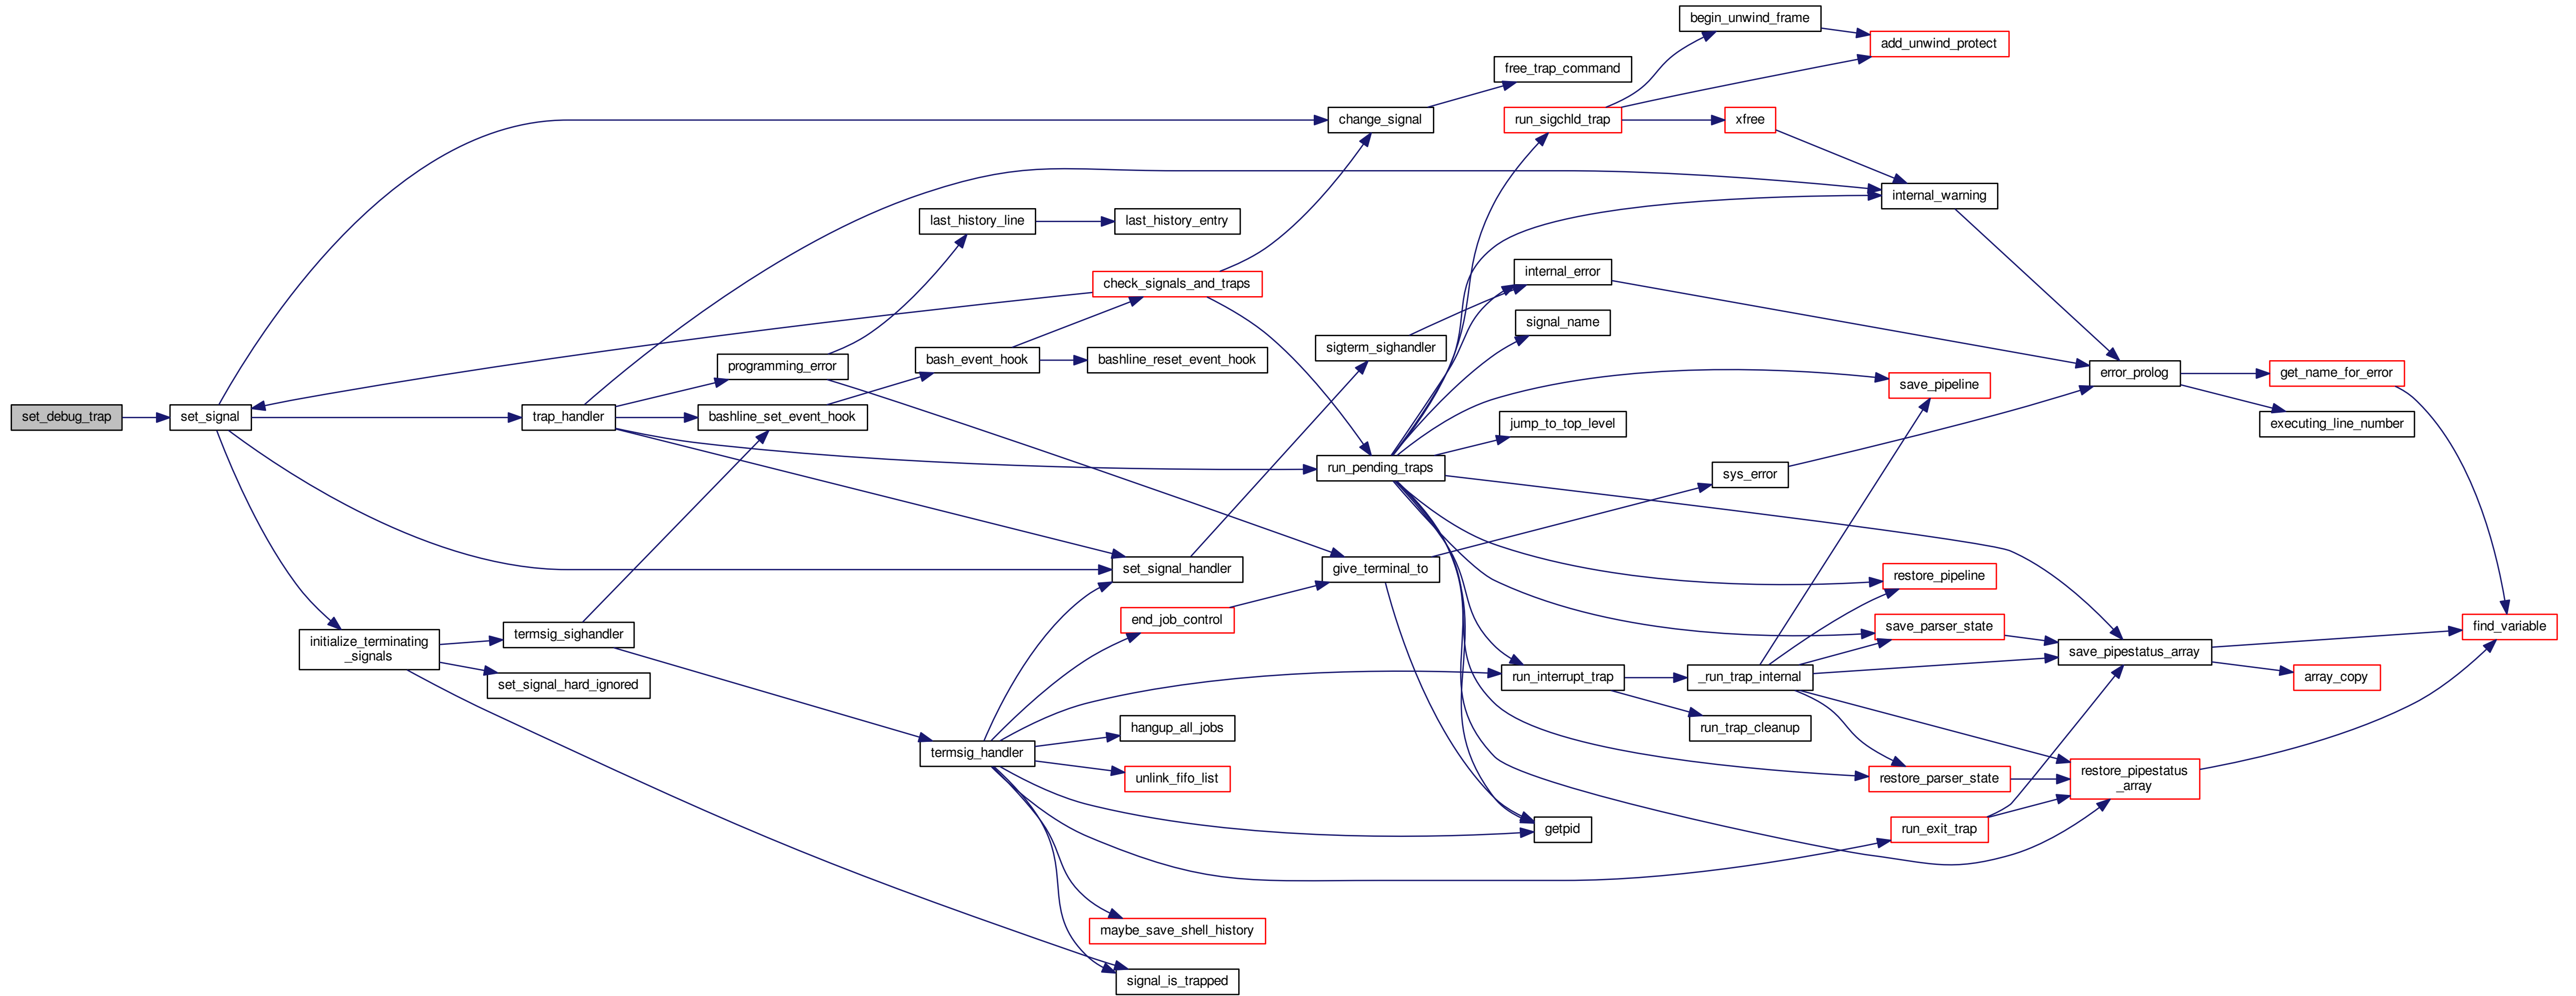 begin_unwind_frame
add_unwind_protect
free_trap_command
change_signal
run_sigchld_trap
xfree
internal_warning
last_history_line
last_history_entry
check_signals_and_traps
internal_error
signal_name
sigterm_sighandler
programming_error
bash_event_hook
bashline_reset_event_hook
error_prolog
get_name_for_error
save_pipeline
set_debug_trap
set_signal
trap_handler
bashline_set_event_hook
jump_to_top_level
executing_line_number
run_pending_traps
sys_error
set_signal_handler
give_terminal_to
restore_pipeline
end_job_control
save_parser_state
find_variable
initialize_terminating
_signals
termsig_sighandler
save_pipestatus_array
set_signal_hard_ignored
run_interrupt_trap
_run_trap_internal
array_copy
hangup_all_jobs
run_trap_cleanup
termsig_handler
unlink_fifo_list
restore_parser_state
restore_pipestatus
_array
getpid
run_exit_trap
maybe_save_shell_history
signal_is_trapped